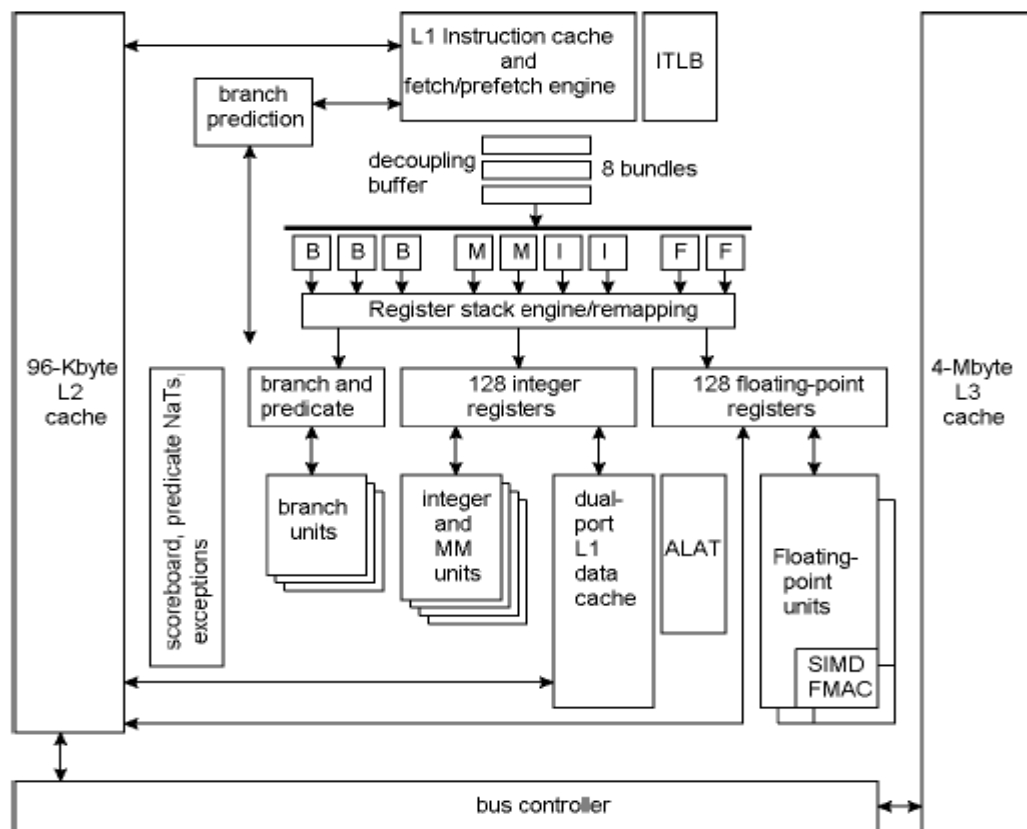 L1 Instruction cache
and
fetch/prefetch engine
ITLB
branch
prediction
decoupling
buffer
8 bundles
B
B
B
M
M
I
I
F
F
Register stack engine/remapping
96-Kbyte
L2
cache
4-Mbyte
L3
cache
branch and
predicate
128 integer
registers
128 floating-point
registers
scoreboard, predicate NaTs,
exceptions
branch
units
integer
and
MM
units
dual-
port
L1
data
cache
ALAT
Floating-
point
units
SIMD
FMAC
bus controller